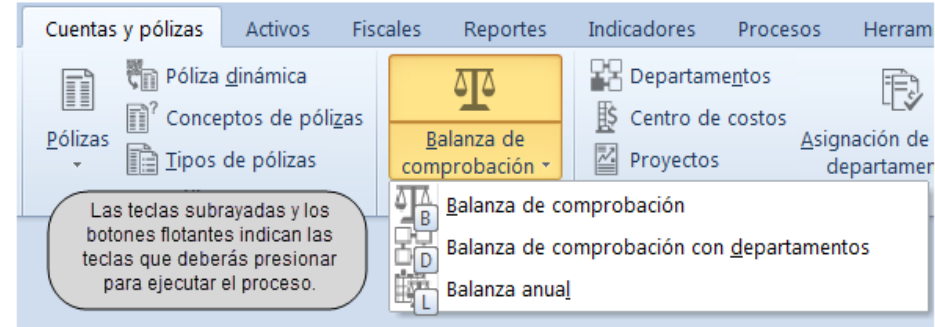 Cuentas y pólizas Activos Fiscales Reportes Indicadores Procesos Herram
Pólizas
Póliza dinámica
Conceptos de pólizas
Tipos de pólizas
Balanza de
comprobación
Departamentos
Centro de costos
Proyectos
Asignación de
departamen
Las teclas subrayadas y los
botones flotantes indican las
teclas que deberás presionar
para ejecutar el proceso.
B Balanza de comprobación
D Balanza de comprobación con departamentos
L Balanza anual